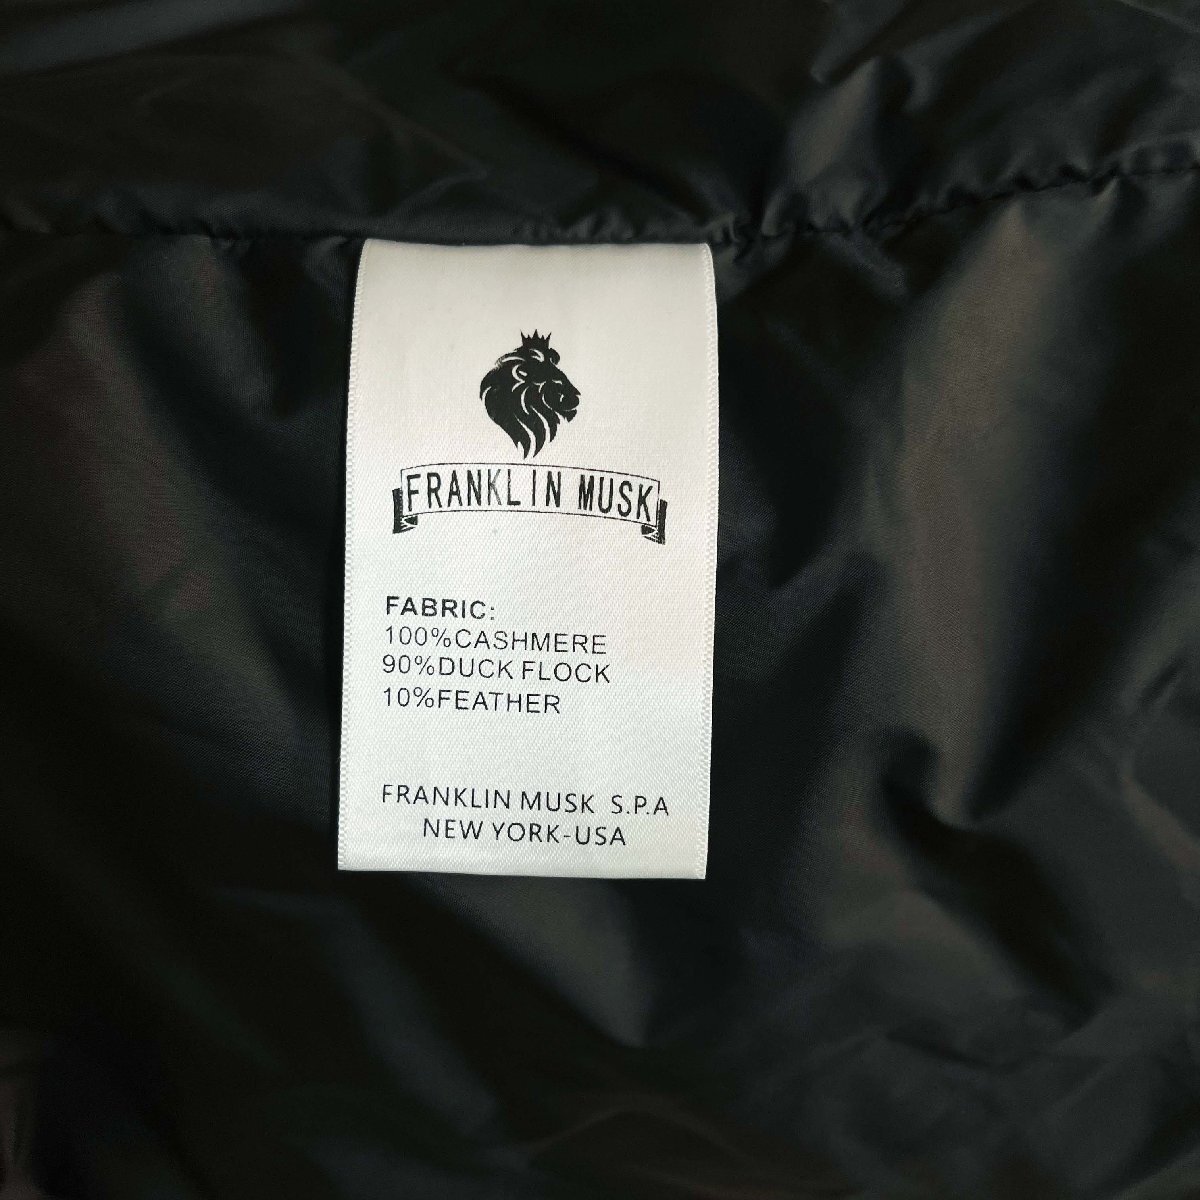 FRANKLIN MUSK
FABRIC:
100%CASHMERE
90%DUCK FLOCK
10%FEATHER
FRANKLIN MUSK S.P.A
NEW YORK-USA